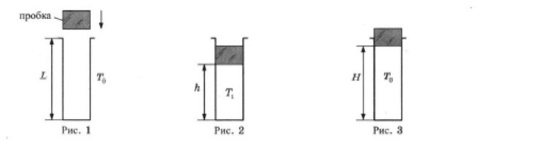 пробка
L
T₀
Рис. 1
h
T₁
Рис. 2
H
T₀
Рис. 3